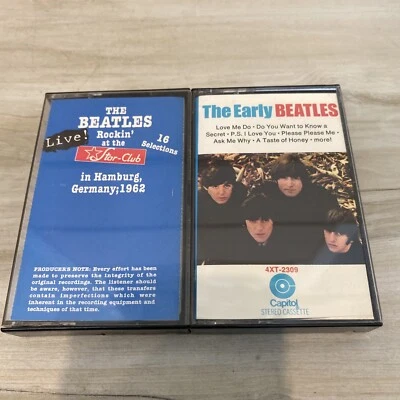 THE
BEATLES
Live! Rockin'
at the
Star-Club
16
Selections
in Hamburg,
Germany;1962
PRODUCERS NOTE: Every effort has been
made to preserve the integrity of the
original recordings. The listener should
be aware, however, that these transfers
contain imperfections which were
inherent in the recording equipment and
techniques of that time.
The Early BEATLES
Love Me Do • Do You Want to Know a
Secret • P.S. I Love You • Please Please Me •
Ask Me Why • A Taste of Honey • more!
4XT-2309
Capitol
STEREO CASSETTE